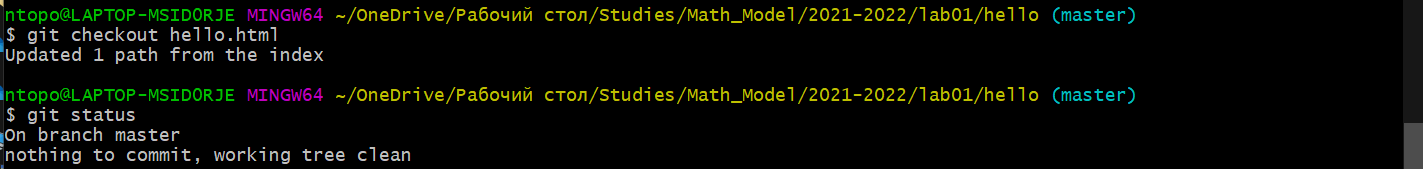 ntopo@LAPTOP-MSID0RJE MINGW64 ~/OneDrive/Рабочий стол/Studies/Math_Model/2021-2022/lab01/hello (master)
$ git checkout hello.html
Updated 1 path from the index
ntopo@LAPTOP-MSID0RJE MINGW64 ~/OneDrive/Рабочий стол/Studies/Math_Model/2021-2022/lab01/hello (master)
$ git status
On branch master
nothing to commit, working tree clean